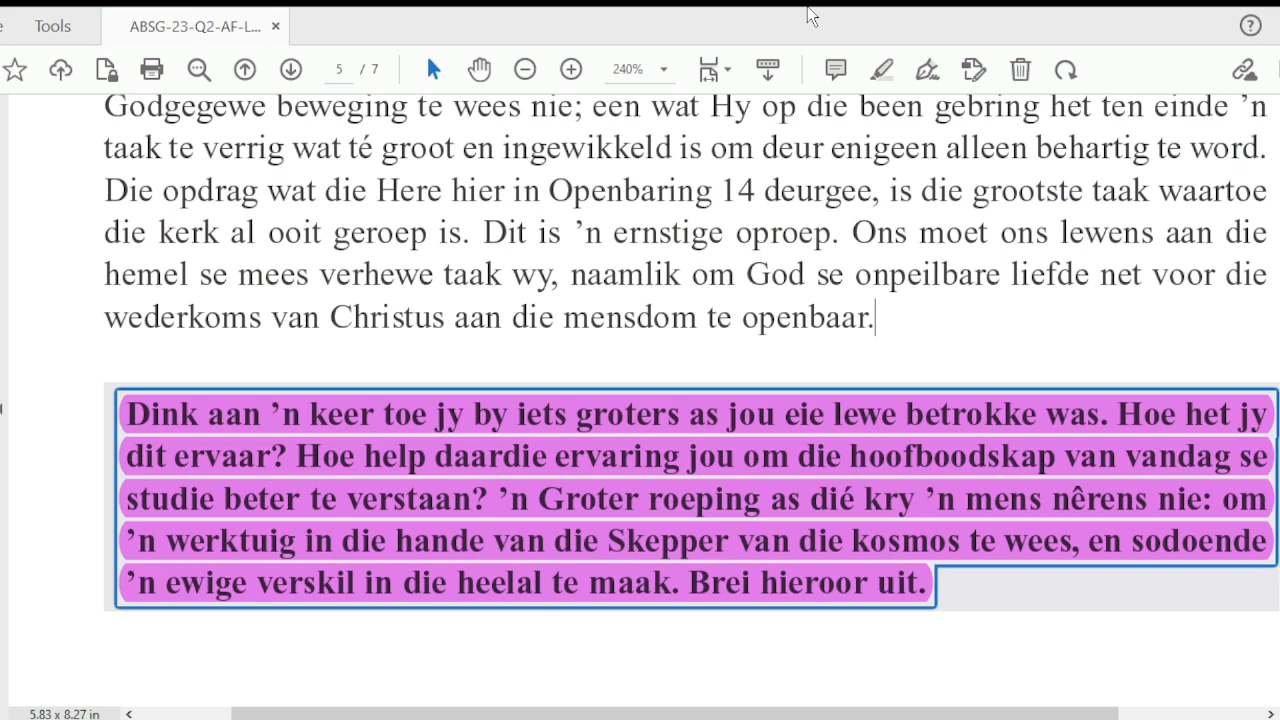 Tools
ABSG-23-Q2-AF-L... ×
5 / 7
240%
Godgegewe beweging te wees nie; een wat Hy op die been gebring het ten einde ’n
taak te verrig wat té groot en ingewikkeld is om deur enigeen alleen behartig te word.
Die opdrag wat die Here hier in Openbaring 14 deurgee, is die grootste taak waartoe
die kerk al ooit geroep is. Dit is ’n ernstige oproep. Ons moet ons lewens aan die
hemel se mees verhewe taak wy, naamlik om God se onpeilbare liefde net voor die
wederkoms van Christus aan die mensdom te openbaar.
Dink aan ’n keer toe jy by iets groters as jou eie lewe betrokke was. Hoe het jy
dit ervaar? Hoe help daardie ervaring jou om die hoofboodskap van vandag se
studie beter te verstaan? ’n Groter roeping as dié kry ’n mens nêrens nie: om
’n werktuig in die hande van die Skepper van die kosmos te wees, en sodoende
’n ewige verskil in die heelal te maak. Brei hieroor uit.
5.83 x 8.27 in